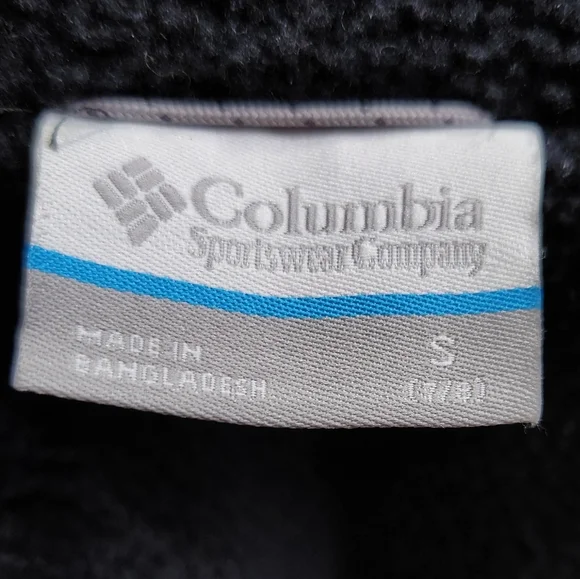 Columbia
Sportswear Company
MADE IN
BANGLADESH
S
(7/8)